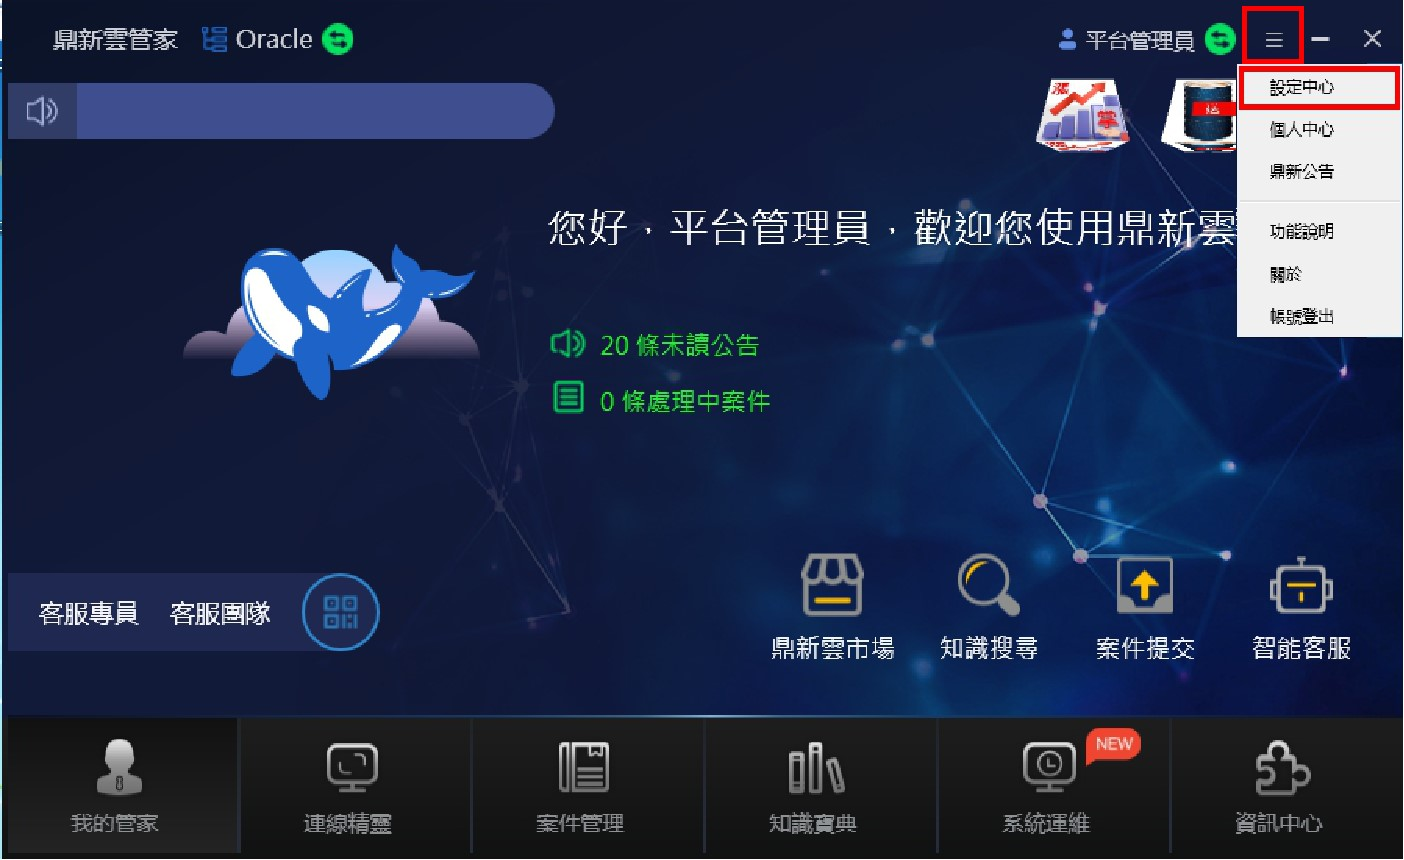 鼎新雲管家 Oracle 平台管理員
設定中心
個人中心
鼎新公告
功能說明
關於
帳號登出
漲
掌
送
您好，平台管理員，歡迎您使用鼎新雲
20 條未讀公告
0 條處理中案件
客服專員 客服團隊
鼎新雲市場 知識搜尋 案件提交 智能客服
NEW
我的管家 連線精靈 案件管理 知識寶典 系統運維 資訊中心